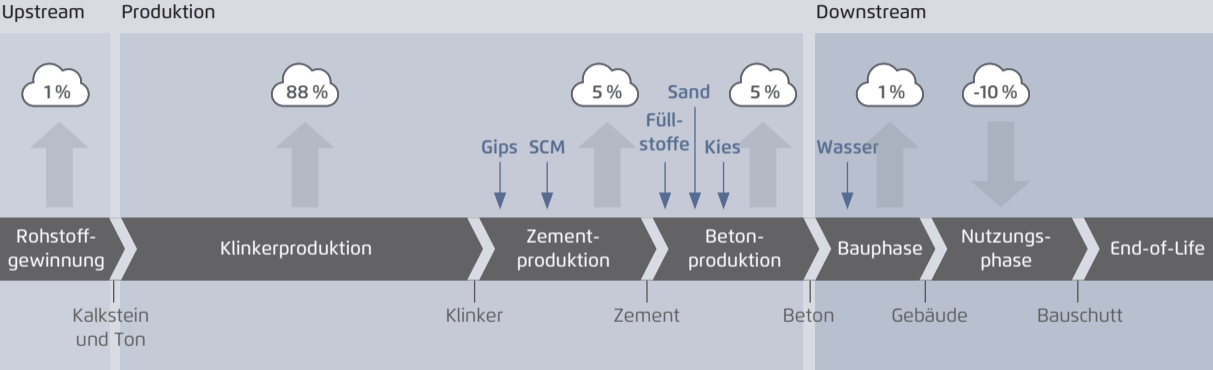 Upstream
Produktion
Downstream
1 %
88 %
5 %
5 %
1 %
-10 %
Sand
Füll-
stoffe
Gips
SCM
Kies
Wasser
Rohstoff-
gewinnung
Klinkerproduktion
Zement-
produktion
Beton-
produktion
Bauphase
Nutzungs-
phase
End-of-Life
Kalkstein
und Ton
Klinker
Zement
Beton
Gebäude
Bauschutt